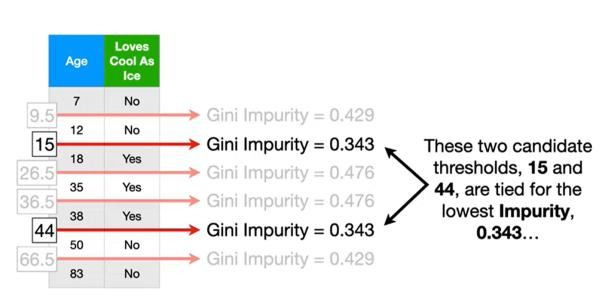 Age
Loves
Cool As
Ice
7 No
9.5 Gini Impurity = 0.429
12 No
15 Gini Impurity = 0.343
18 Yes
26.5 Gini Impurity = 0.476
35 Yes
36.5 Gini Impurity = 0.476
38 Yes
44 Gini Impurity = 0.343
50 No
66.5 Gini Impurity = 0.429
83 No
These two candidate
thresholds, 15 and
44, are tied for the
lowest Impurity,
0.343...